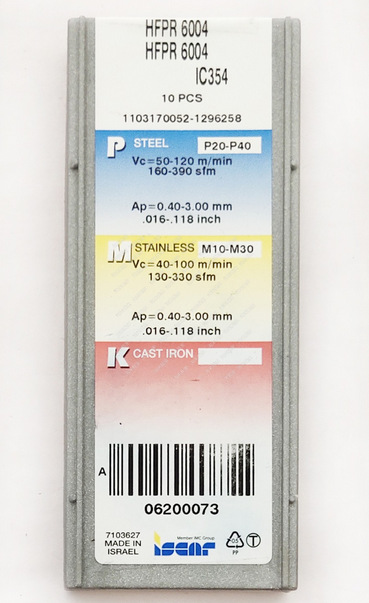 HFPR 6004
HFPR 6004
IC354
10 PCS
1103170052-1296258
P STEEL P20-P40
Vc=50-120 m/min
160-390 sfm
Ap=0.40-3.00 mm
.016-.118 inch
M STAINLESS M10-M30
Vc=40-100 m/min
130-330 sfm
Ap=0.40-3.00 mm
.016-.118 inch
K CAST IRON
A
06200073
7103627
MADE IN
ISRAEL
Member IMC Group
iscar
05
PP
T